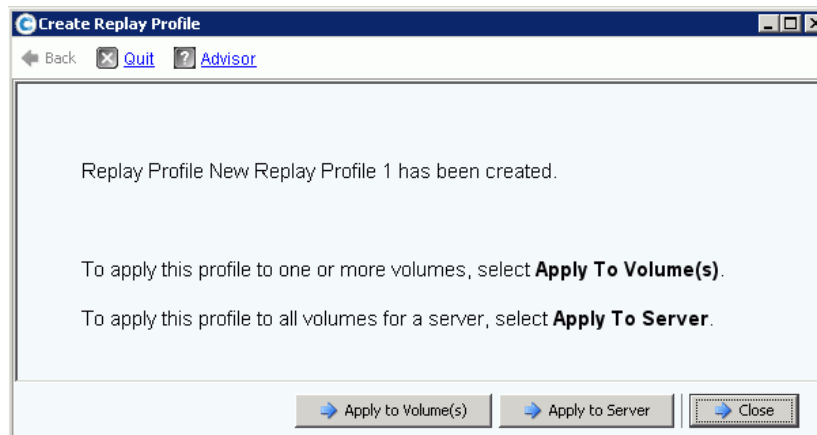 Create Replay Profile
Back Quit Advisor
Replay Profile New Replay Profile 1 has been created.
To apply this profile to one or more volumes, select Apply To Volume(s).
To apply this profile to all volumes for a server, select Apply To Server.
Apply to Volume(s) Apply to Server Close